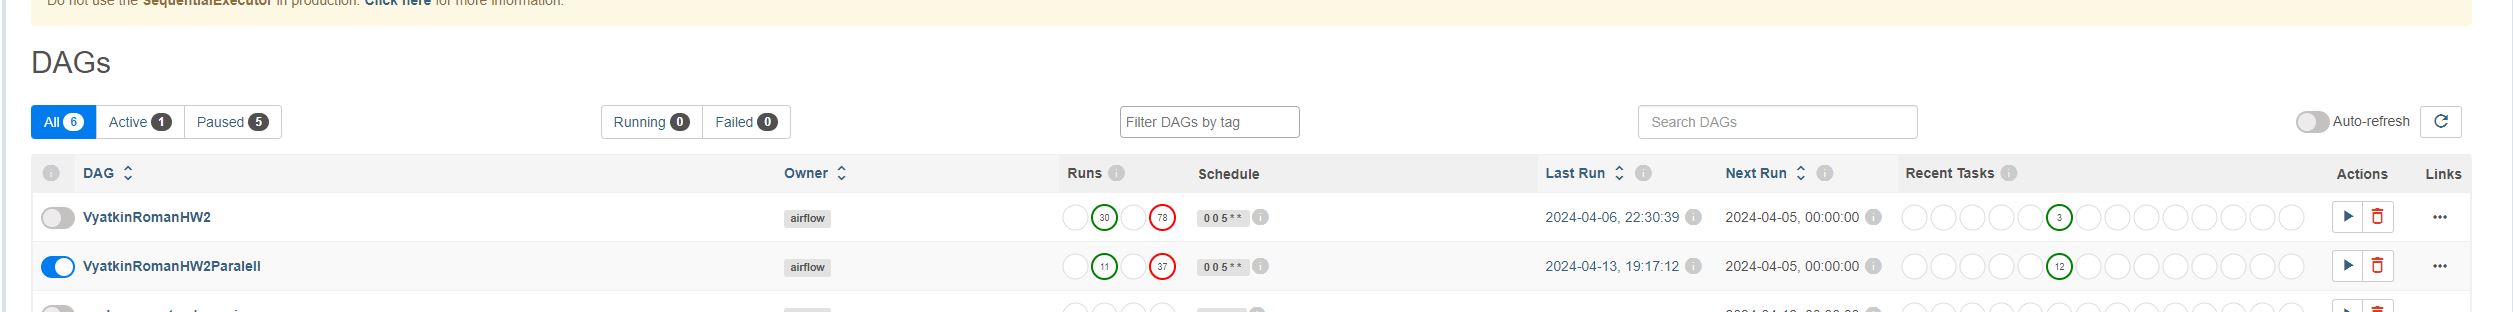 Do not use the SequentialExecutor in production. Click here for more information.
DAGs
All 6 Active 1 Paused 5 Running 0 Failed 0 Filter DAGs by tag Search DAGs Auto-refresh
DAG Owner Runs Schedule Last Run Next Run Recent Tasks Actions Links
VyatkinRomanHW2 airflow 30 78 0 0 5 * * 2024-04-06, 22:30:39 2024-04-05, 00:00:00 3
VyatkinRomanHW2Paralell airflow 11 37 0 0 5 * * 2024-04-13, 19:17:12 2024-04-05, 00:00:00 12